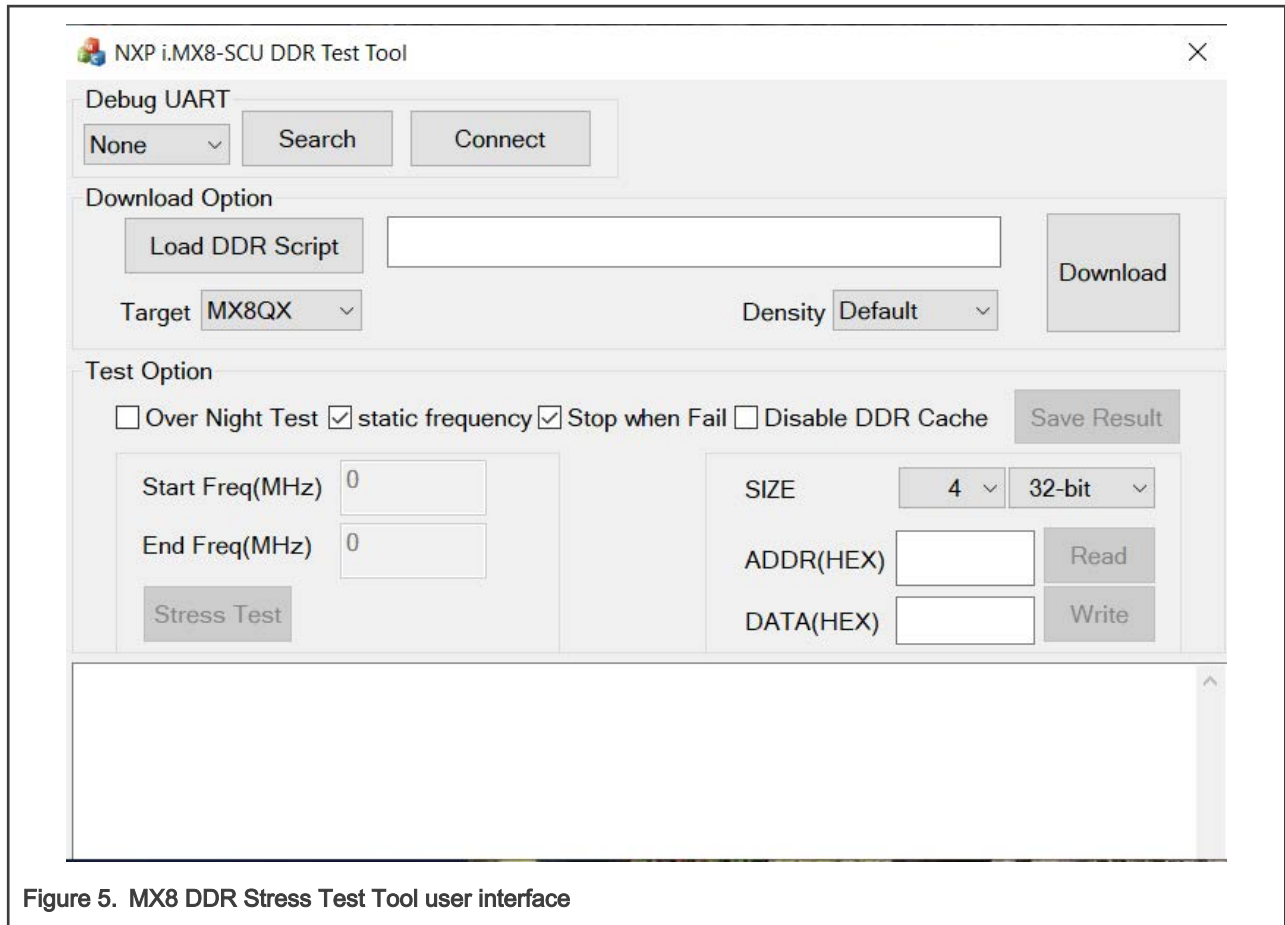 NXP i.MX8-SCU DDR Test Tool
Debug UART
None Search Connect
Download Option
Load DDR Script
Download
Target MX8QX Density Default
Test Option
Over Night Test static frequency Stop when Fail Disable DDR Cache Save Result
Start Freq(MHz) 0
SIZE 4 32-bit
End Freq(MHz) 0
ADDR(HEX) Read
Stress Test
DATA(HEX) Write
Figure 5. MX8 DDR Stress Test Tool user interface